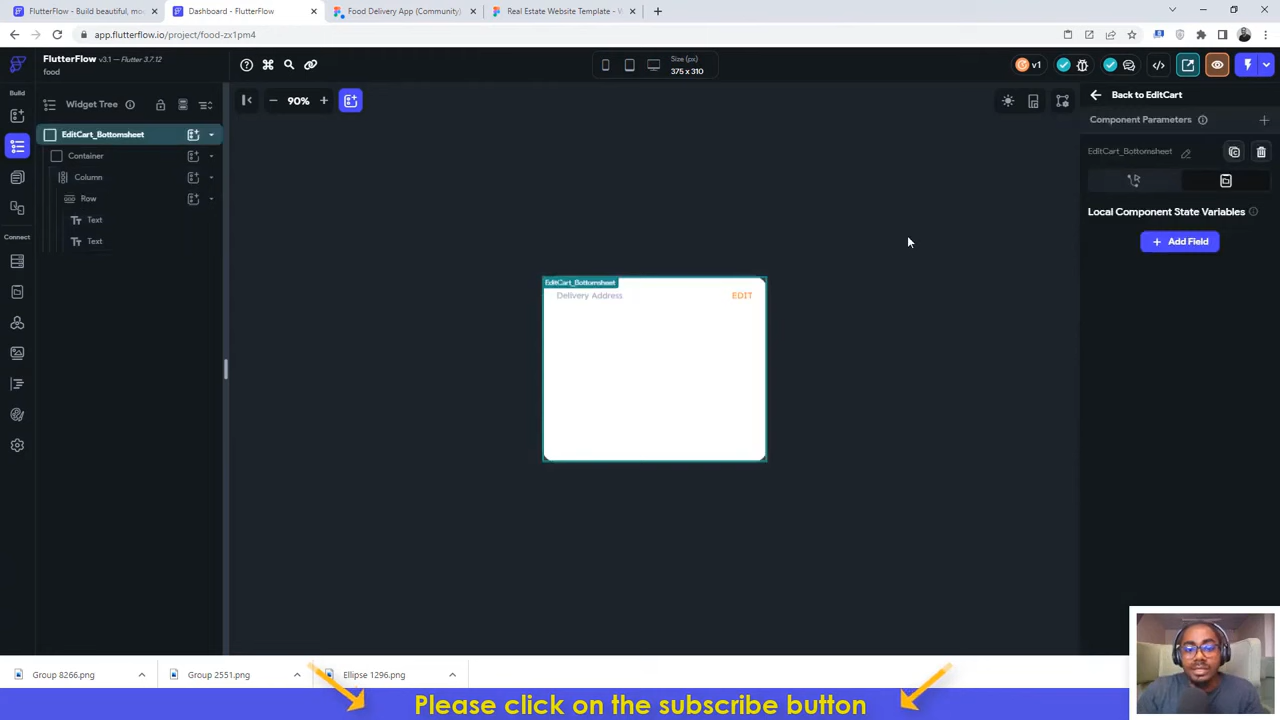 FlutterFlow - Build beautiful, mo
Dashboard - FlutterFlow
Food Delivery App (Community)
Real Estate Website Template - W
app.flutterflow.io/project/food-zx1pm4
FlutterFlow v3.1 — Flutter 3.7.12
food
Size (px)
375 x 310
v1
Build
Widget Tree
90%
Back to EditCart
Component Parameters
EditCart_Bottomsheet
EditCart_Bottomsheet
Container
Column
Row
Tt Text
Tt Text
Local Component State Variables
+ Add Field
Connect
EditCart_Bottomsheet
Delivery Address
EDIT
Group 8266.png
Group 2551.png
Ellipse 1296.png
Please click on the subscribe button